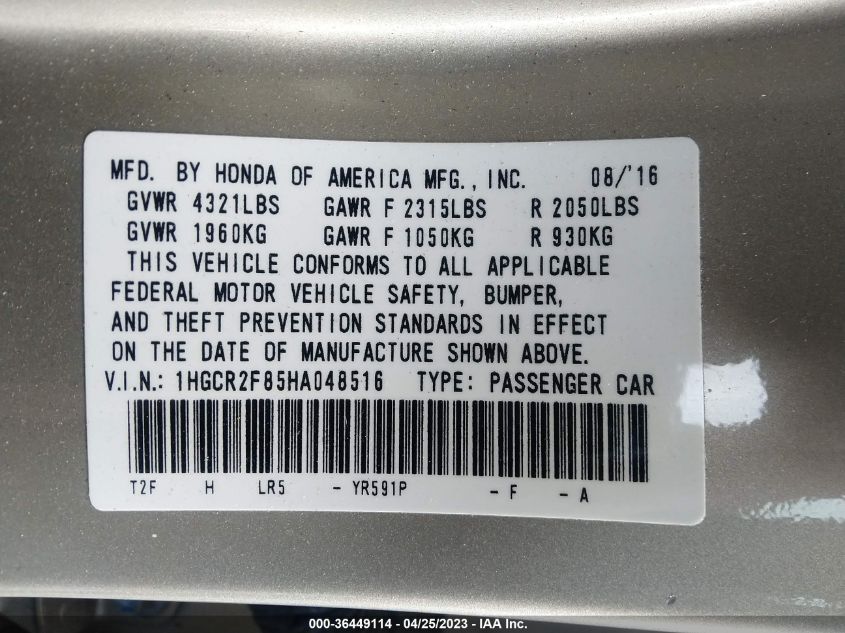 MFD. BY HONDA OF AMERICA MFG., INC. 08/'16
GVWR 4321LBS GAWR F 2315LBS R 2050LBS
GVWR 1960KG GAWR F 1050KG R 930KG
THIS VEHICLE CONFORMS TO ALL APPLICABLE
FEDERAL MOTOR VEHICLE SAFETY, BUMPER,
AND THEFT PREVENTION STANDARDS IN EFFECT
ON THE DATE OF MANUFACTURE SHOWN ABOVE.
V.I.N.: 1HGCR2F85HA048516 TYPE: PASSENGER CAR
T2F H LR5 - YR591P - F - A
000-36449114 - 04/25/2023 - IAA Inc.